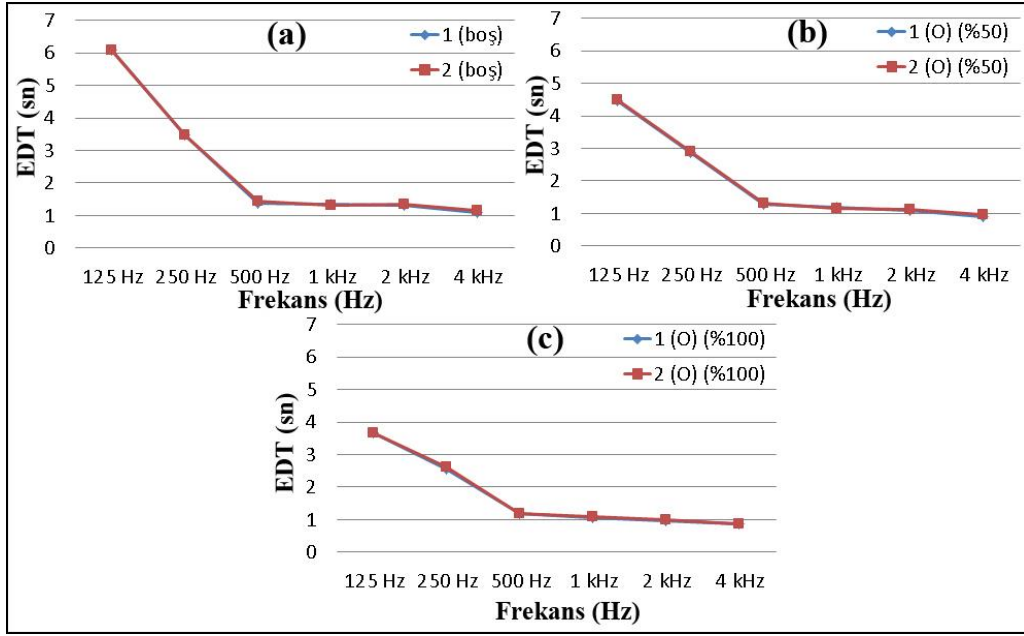 (a)
1 (boş)
2 (boş)
EDT (sn)
7
6
5
4
3
2
1
0
125 Hz 250 Hz 500 Hz 1 kHz 2 kHz 4 kHz
Frekans (Hz)
(b)
1 (O) (%50)
2 (O) (%50)
EDT (sn)
7
6
5
4
3
2
1
0
125 Hz 250 Hz 500 Hz 1 kHz 2 kHz 4 kHz
Frekans (Hz)
(c)
1 (O) (%100)
2 (O) (%100)
EDT (sn)
7
6
5
4
3
2
1
0
125 Hz 250 Hz 500 Hz 1 kHz 2 kHz 4 kHz
Frekans (Hz)